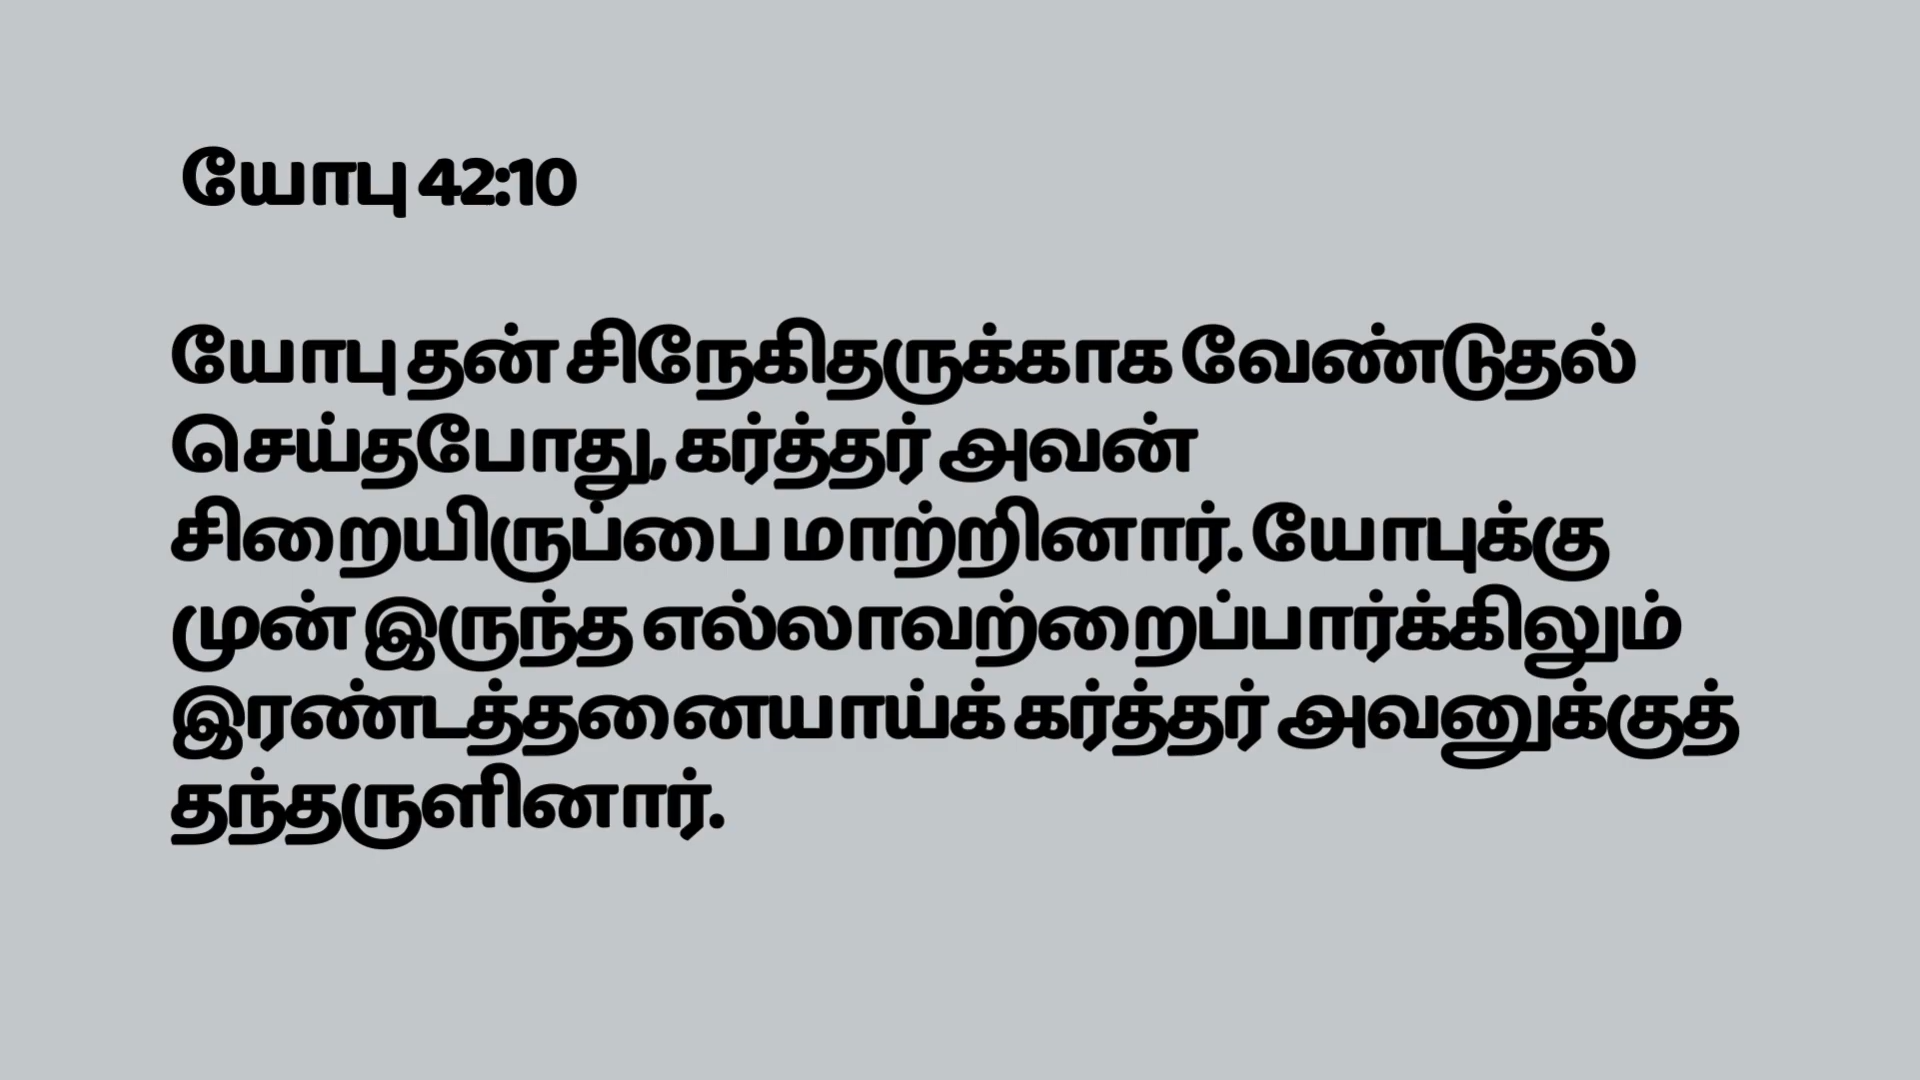 யோபு 42:10
யோபு தன் சிநேகிதருக்காக வேண்டுதல்
செய்தபோது, கர்த்தர் அவன்
சிறையிருப்பை மாற்றினார். யோபுக்கு
முன் இருந்த எல்லாவற்றைப்பார்க்கிலும்
இரண்டத்தனையாய்க் கர்த்தர் அவனுக்குத்
தந்தருளினார்.